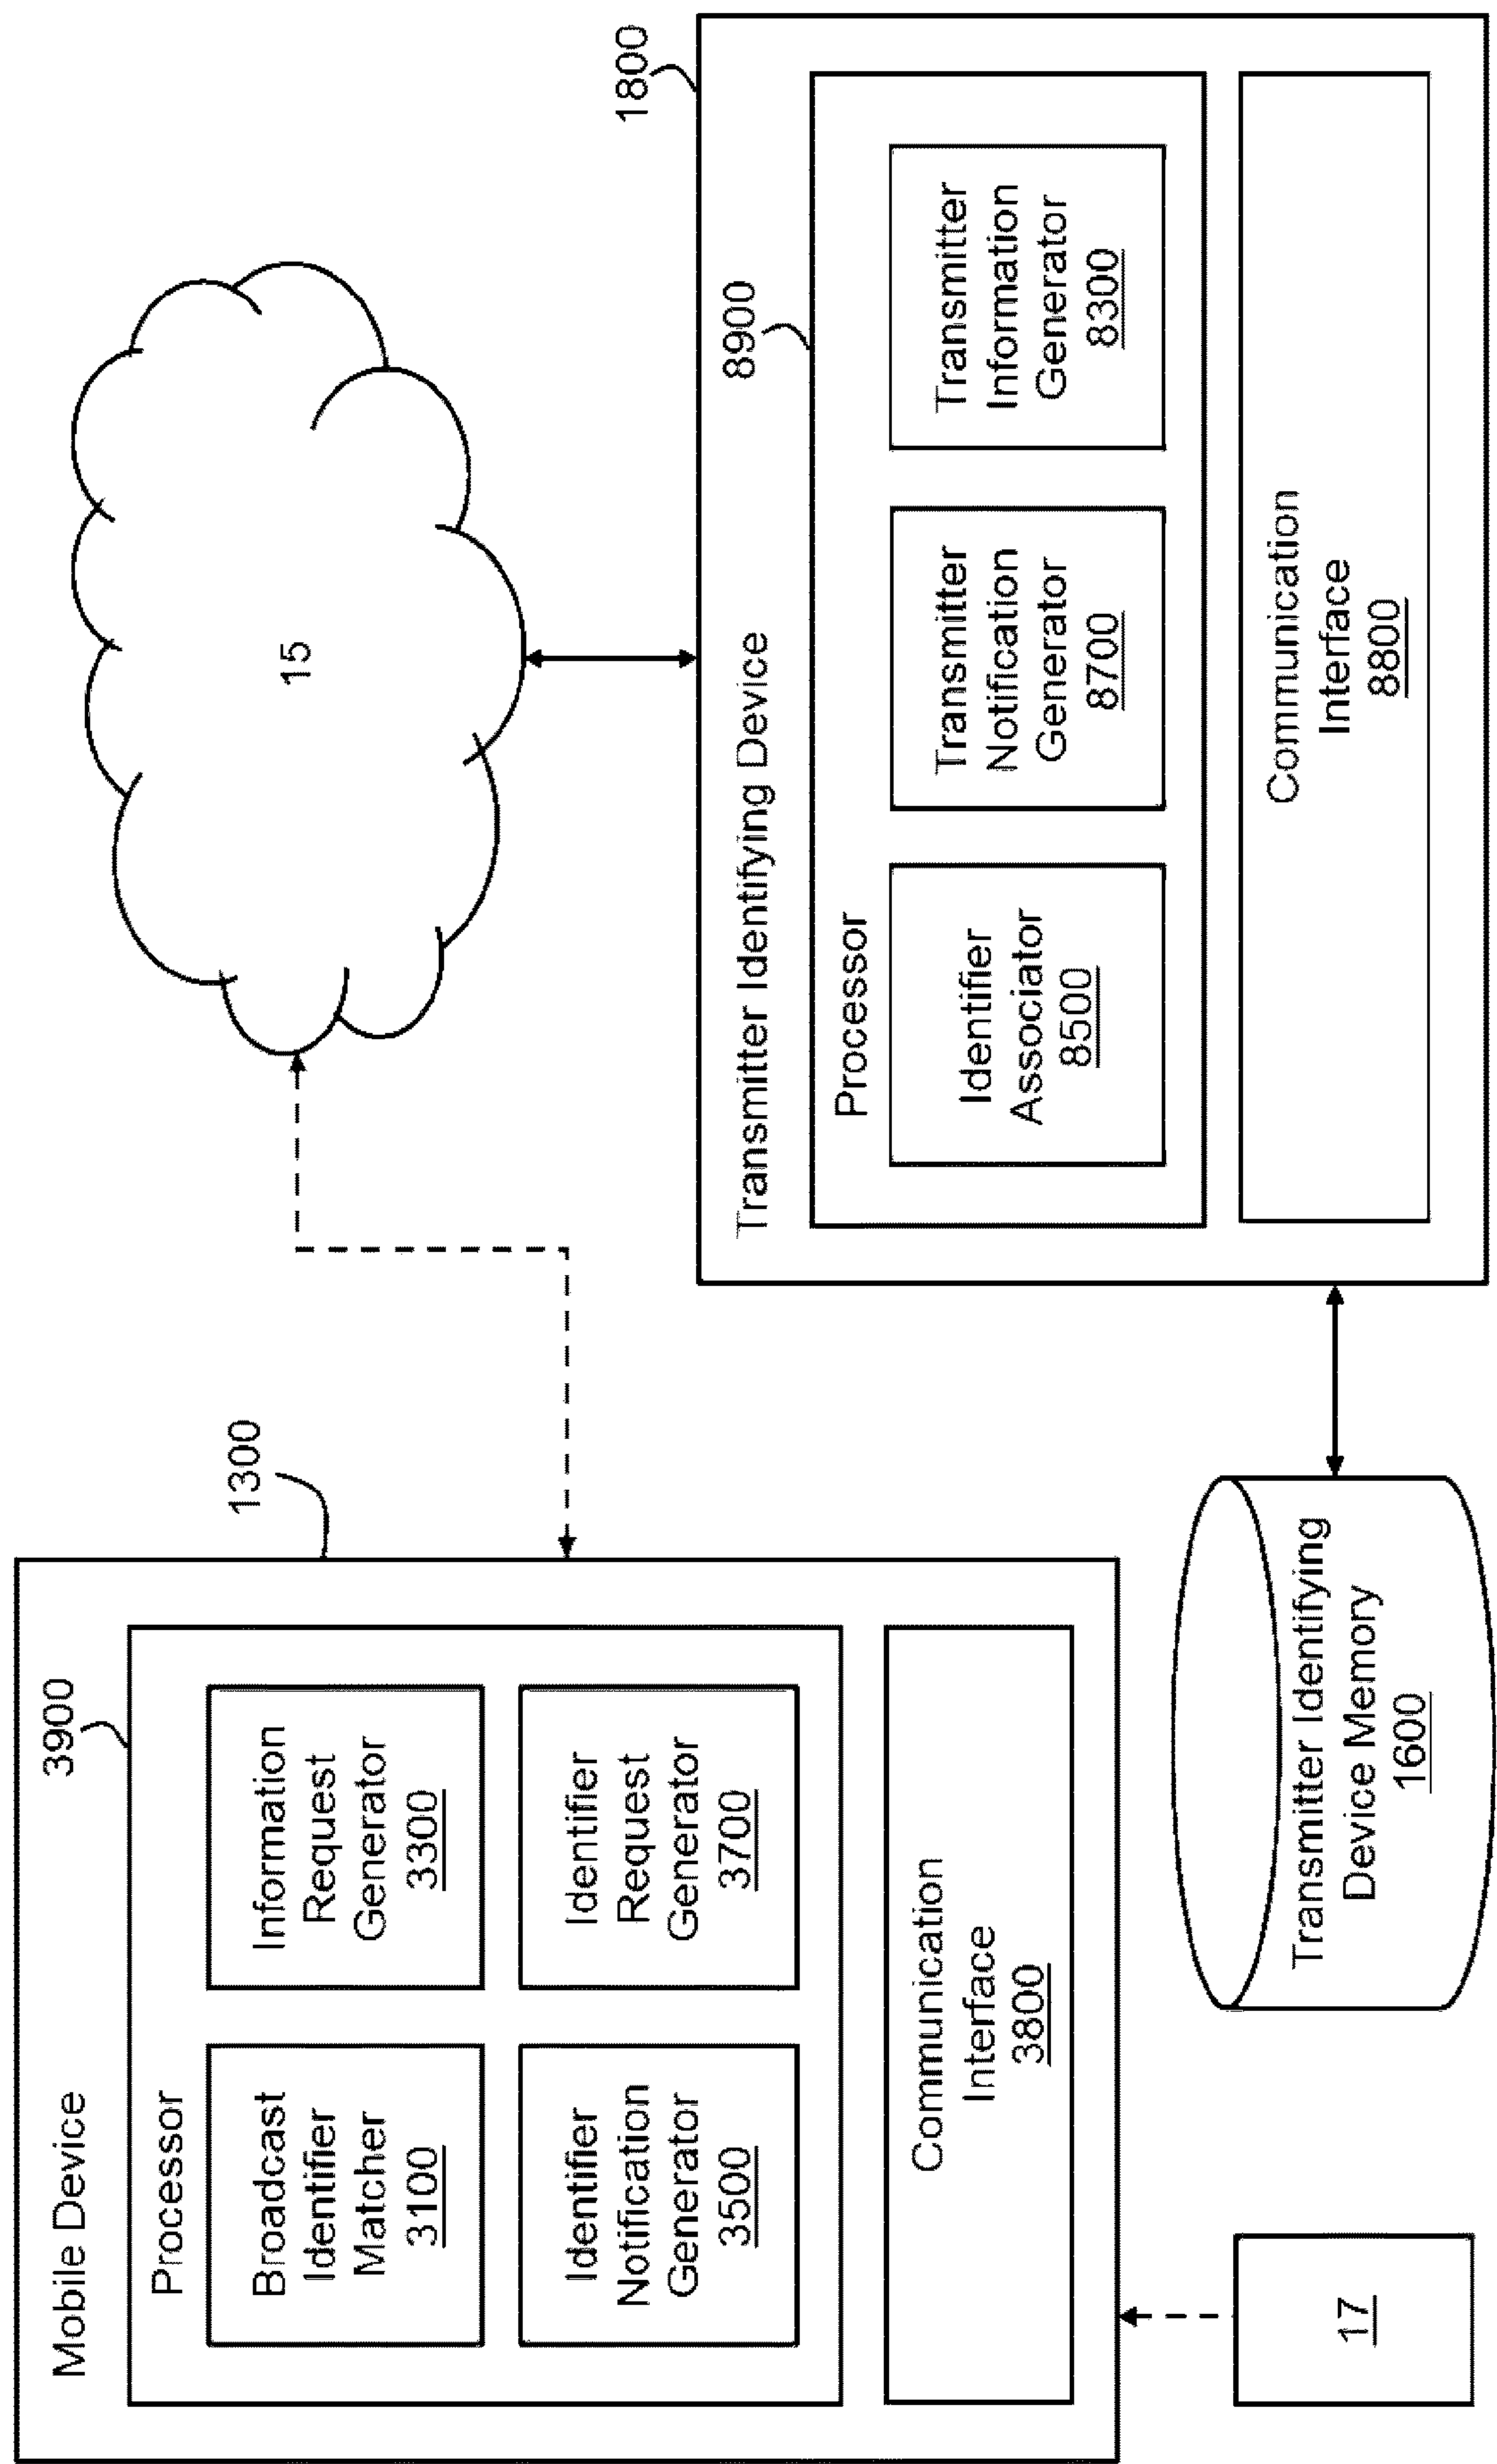 Mobile Device
1300
3900
Processor
Broadcast
Identifier
Matcher
3100
Information
Request
Generator
3300
Identifier
Notification
Generator
3500
Identifier
Request
Generator
3700
Communication
Interface
3800
17
15
Transmitter Identifying
Device Memory
1600
1800
Transmitter Identifying Device
8900
Processor
Identifier
Associator
8500
Transmitter
Notification
Generator
8700
Transmitter
Information
Generator
8300
Communication
Interface
8800